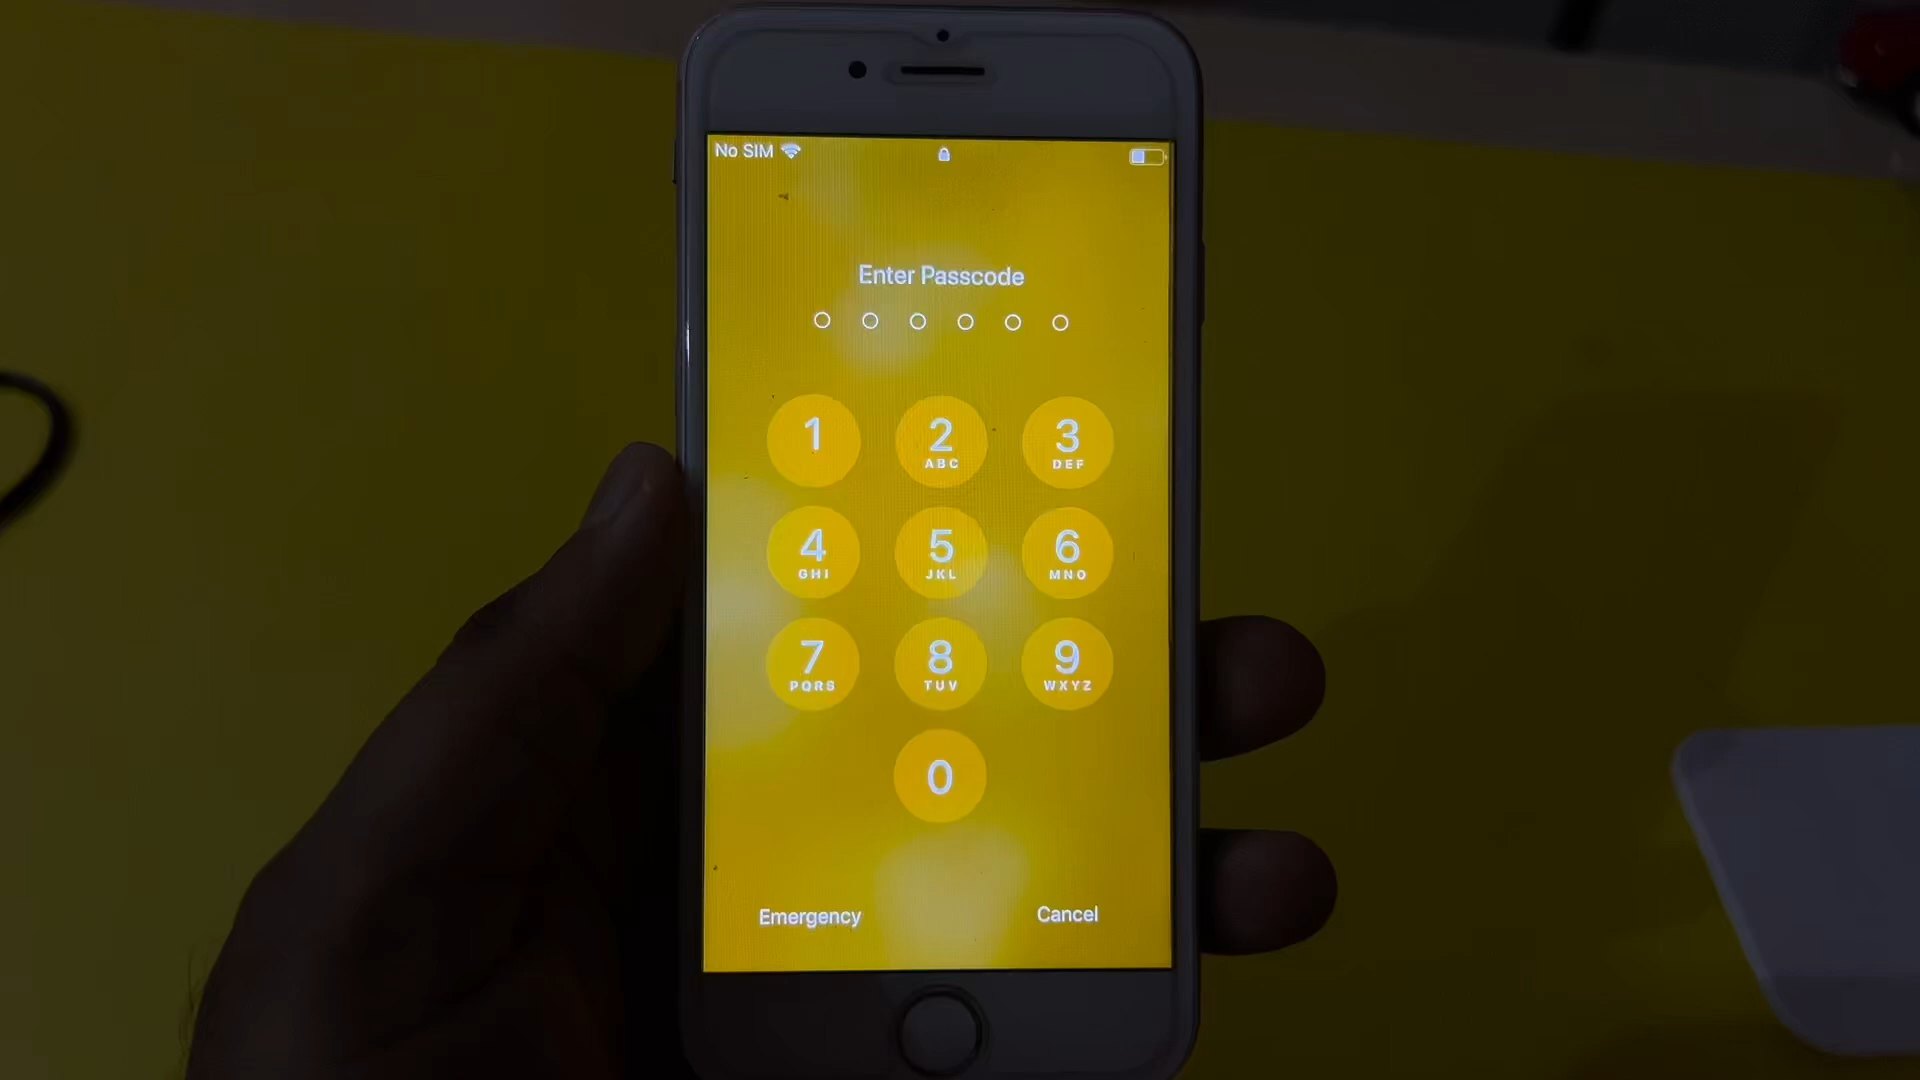 No SIM
Enter Passcode
1 2 3
ABC DEF
4 5 6
GHI JKL MNO
7 8 9
PQRS TUV WXYZ
0
Emergency Cancel